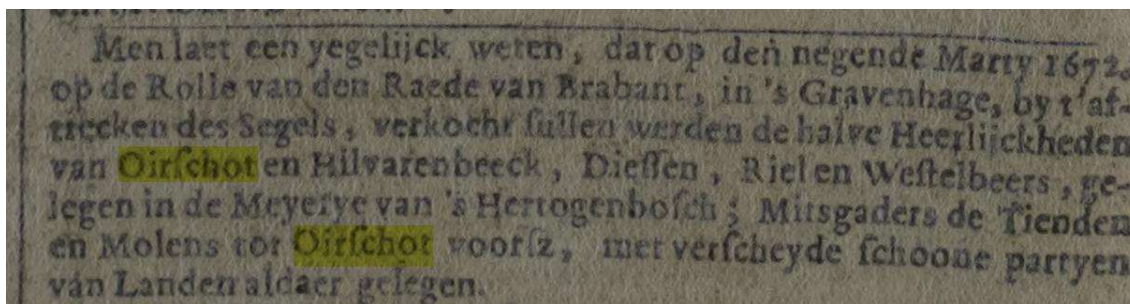 Men laet een yegelijck weten, dat op den negende Marty 1672.
op de Rolle van den Raede van Brabant, in 's Gravenhage, by t'af-
trecken des Segels, verkocht sullen werden de halve Heerlijckheden
van Oirschot en Hilvarenbeeck, Diessen, Riel en Westelbeers, ge-
legen in de Meyerye van 's Hertogenbosch; Mitsgaders de Tienden
en Molens tot Oirschot voorsz, met verscheyde schoone partyen
van Landen aldaer gelegen.